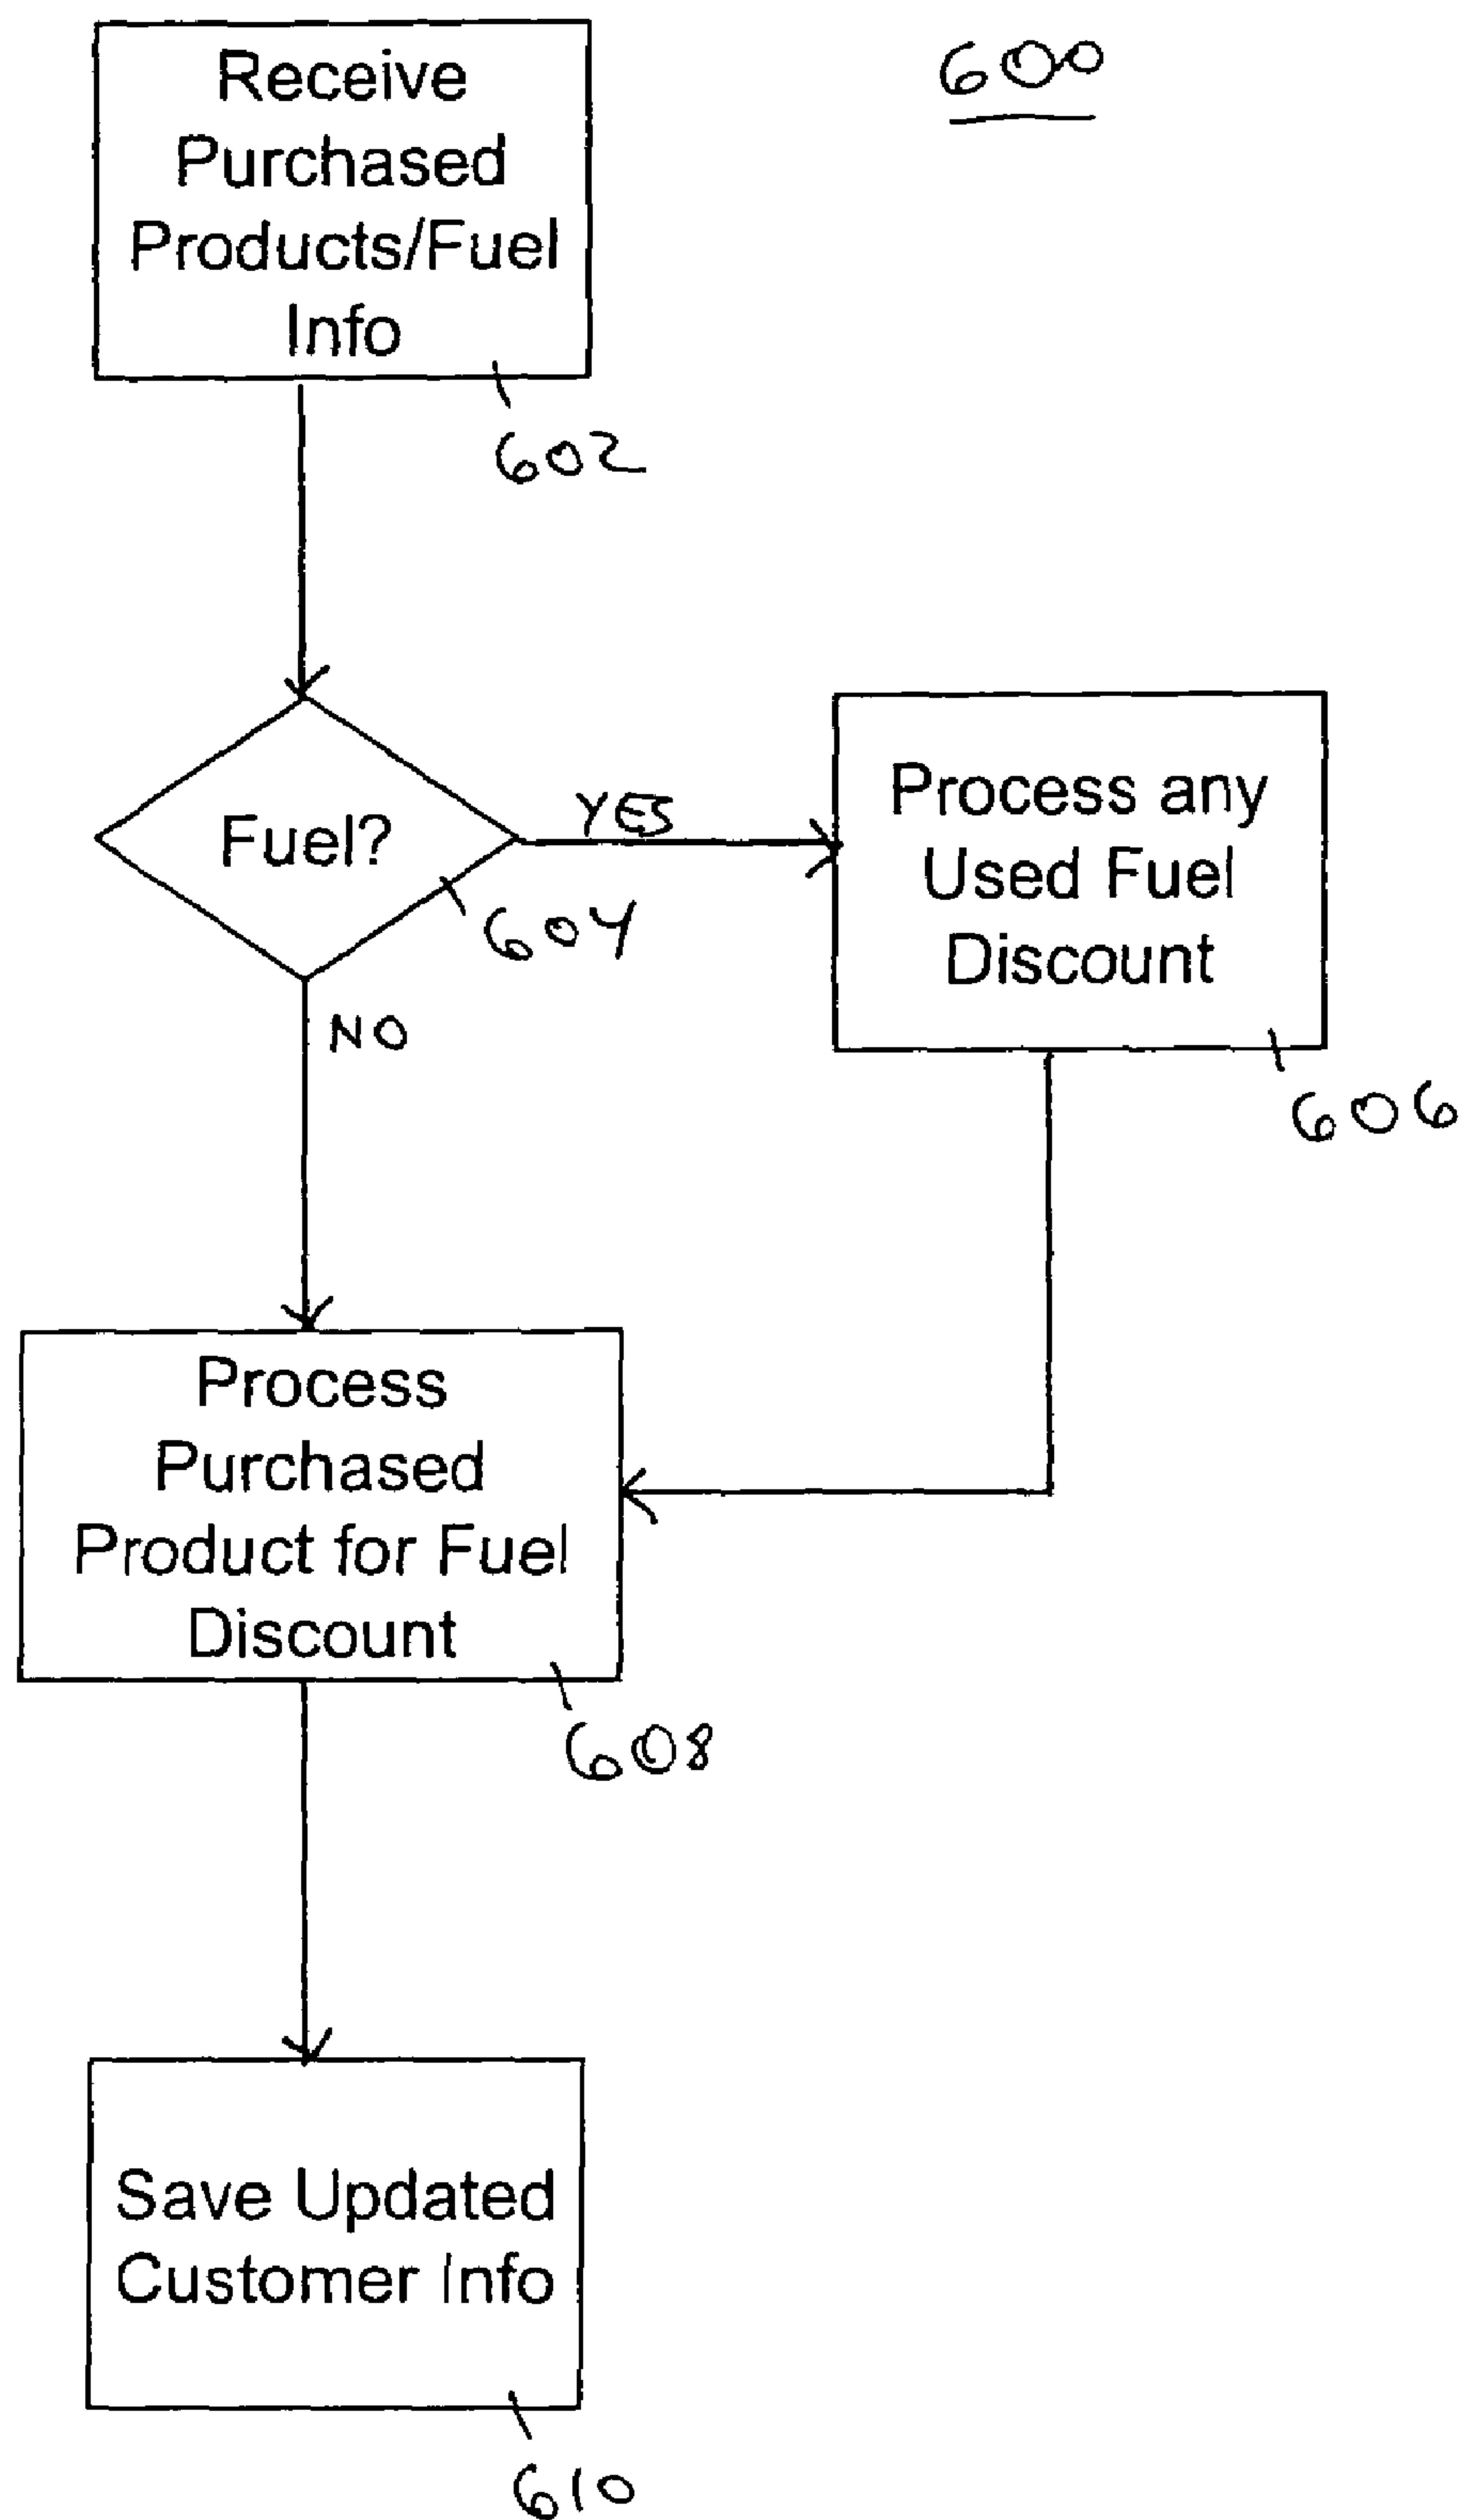 Receive
Purchased
Products/Fuel
Info
600
602
Fuel?
YES
604
NO
Process any
Used Fuel
Discount
606
Process
Purchased
Product for Fuel
Discount
608
Save Updated
Customer Info
610